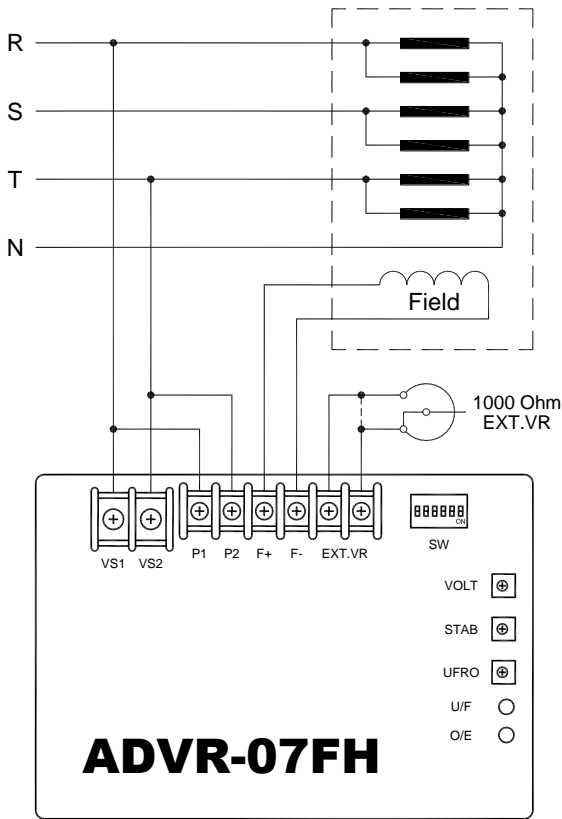 R
S
T
N
Field
1000 Ohm
EXT.VR
VS1 VS2
P1 P2 F+ F- EXT.VR
ON
SW
VOLT
STAB
UFRO
U/F
O/E
ADVR-07FH